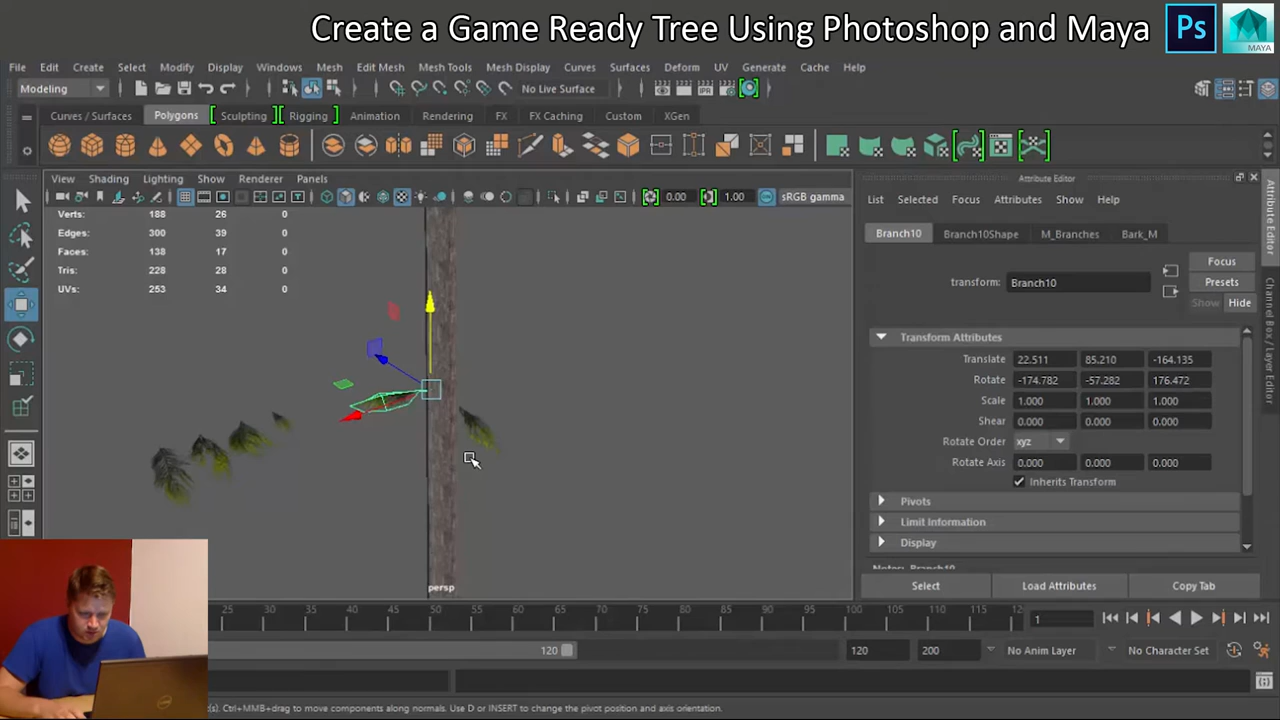 Create a Game Ready Tree Using Photoshop and Maya
Ps
MAYA
File Edit Create Select Modify Display Windows Mesh Edit Mesh Mesh Tools Mesh Display Curves Surfaces Deform UV Generate Cache Help
Modeling
No Live Surface
Curves / Surfaces Polygons Sculpting Rigging Animation Rendering FX FX Caching Custom XGen
View Shading Lighting Show Renderer Panels
0.00 1.00 sRGB gamma
Verts: 188 26 0
Edges: 300 39 0
Faces: 138 17 0
Tris: 228 28 0
UVs: 253 34 0
persp
Attribute Editor
List Selected Focus Attributes Show Help
Branch10 Branch10Shape M_Branches Bark_M
Focus
transform: Branch10
Presets
Show Hide
Transform Attributes
Translate 22.511 85.210 -164.135
Rotate -174.782 -57.282 176.472
Scale 1.000 1.000 1.000
Shear 0.000 0.000 0.000
Rotate Order xyz
Rotate Axis 0.000 0.000 0.000
Inherits Transform
Pivots
Limit Information
Display
Notes: Branch10
Select Load Attributes Copy Tab
Attribute Editor
Channel Box / Layer Editor
25 30 35 40 45 50 55 60 65 70 75 80 85 90 95 100 105 110 115 12
1
120 120 200 No Anim Layer No Character Set
Ctrl+MMB+drag to move components along normals. Use D or INSERT to change the pivot position and axis orientation.